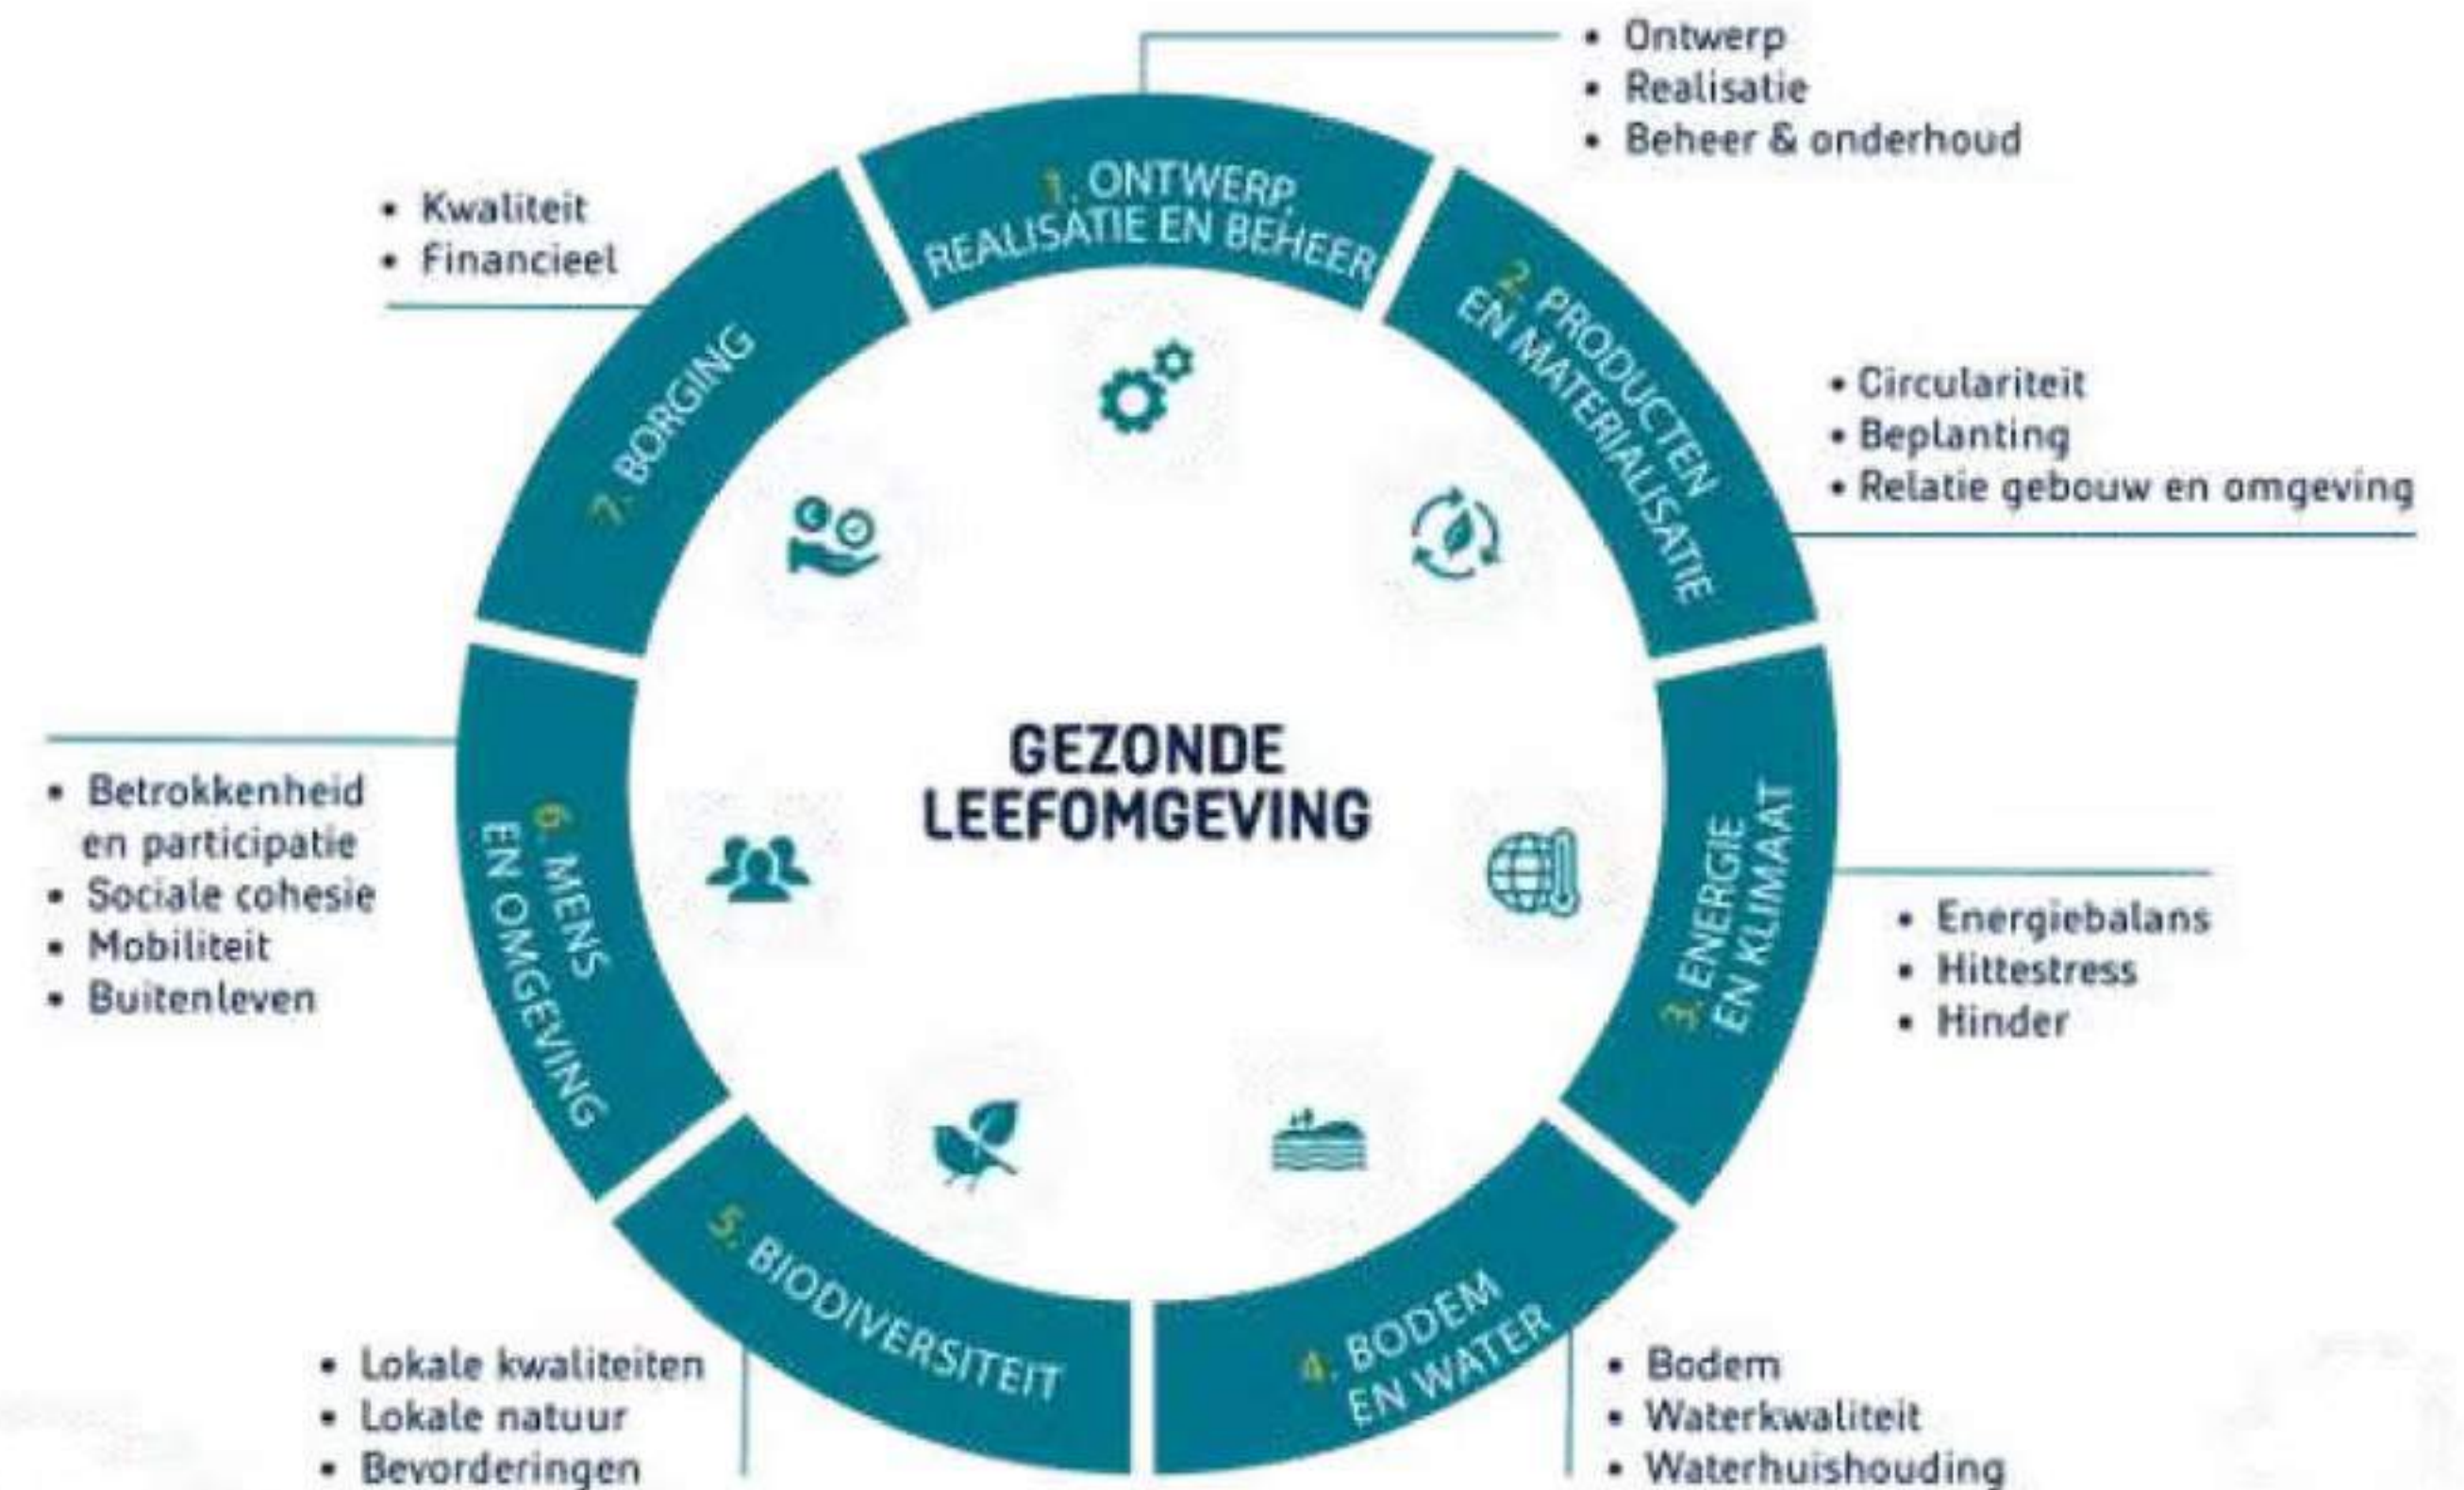 • Ontwerp
• Realisatie
• Beheer & onderhoud
1. ONTWERP,
REALISATIE EN BEHEER
2. PRODUCTEN
EN MATERIALISATIE
• Circulariteit
• Beplanting
• Relatie gebouw en omgeving
3. ENERGIE
EN KLIMAAT
• Energiebalans
• Hittestress
• Hinder
4. BODEM
EN WATER
• Bodem
• Waterkwaliteit
• Waterhuishouding
5. BIODIVERSITEIT
• Lokale kwaliteiten
• Lokale natuur
• Bevorderingen
6. MENS
EN OMGEVING
• Betrokkenheid
en participatie
• Sociale cohesie
• Mobiliteit
• Buitenleven
7. BORGING
• Kwaliteit
• Financieel
GEZONDE
LEEFOMGEVING